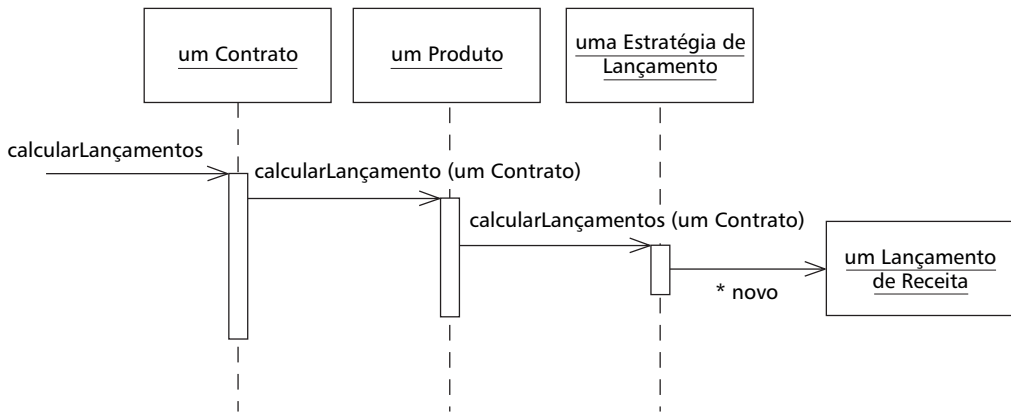 um Contrato
um Produto
uma Estratégia de
Lançamento
calcularLançamentos
calcularLançamento (um Contrato)
calcularLançamentos (um Contrato)
um Lançamento
de Receita
* novo